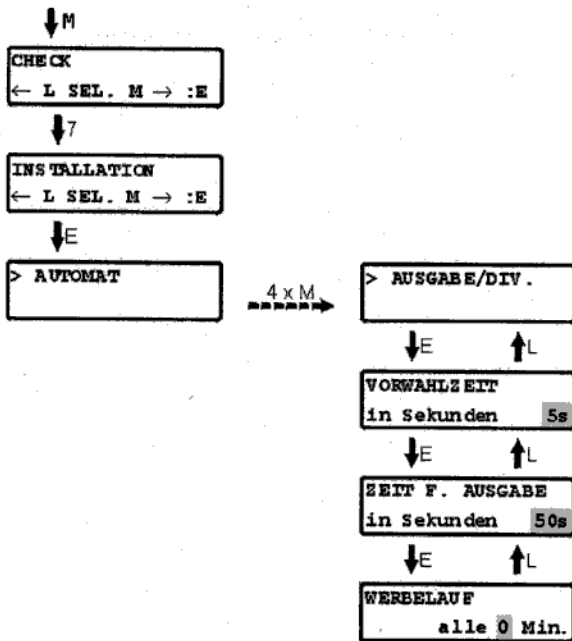 M
CHECK
← L SEL. M → :E
7
INSTALLATION
← L SEL. M → :E
E
> AUTOMAT
4 x M
> AUSGABE/DIV.
E L
VORWAHLZEIT
in Sekunden 5s
E L
ZEIT F. AUSGABE
in Sekunden 50s
E L
WERBELAUF
alle 0 Min.